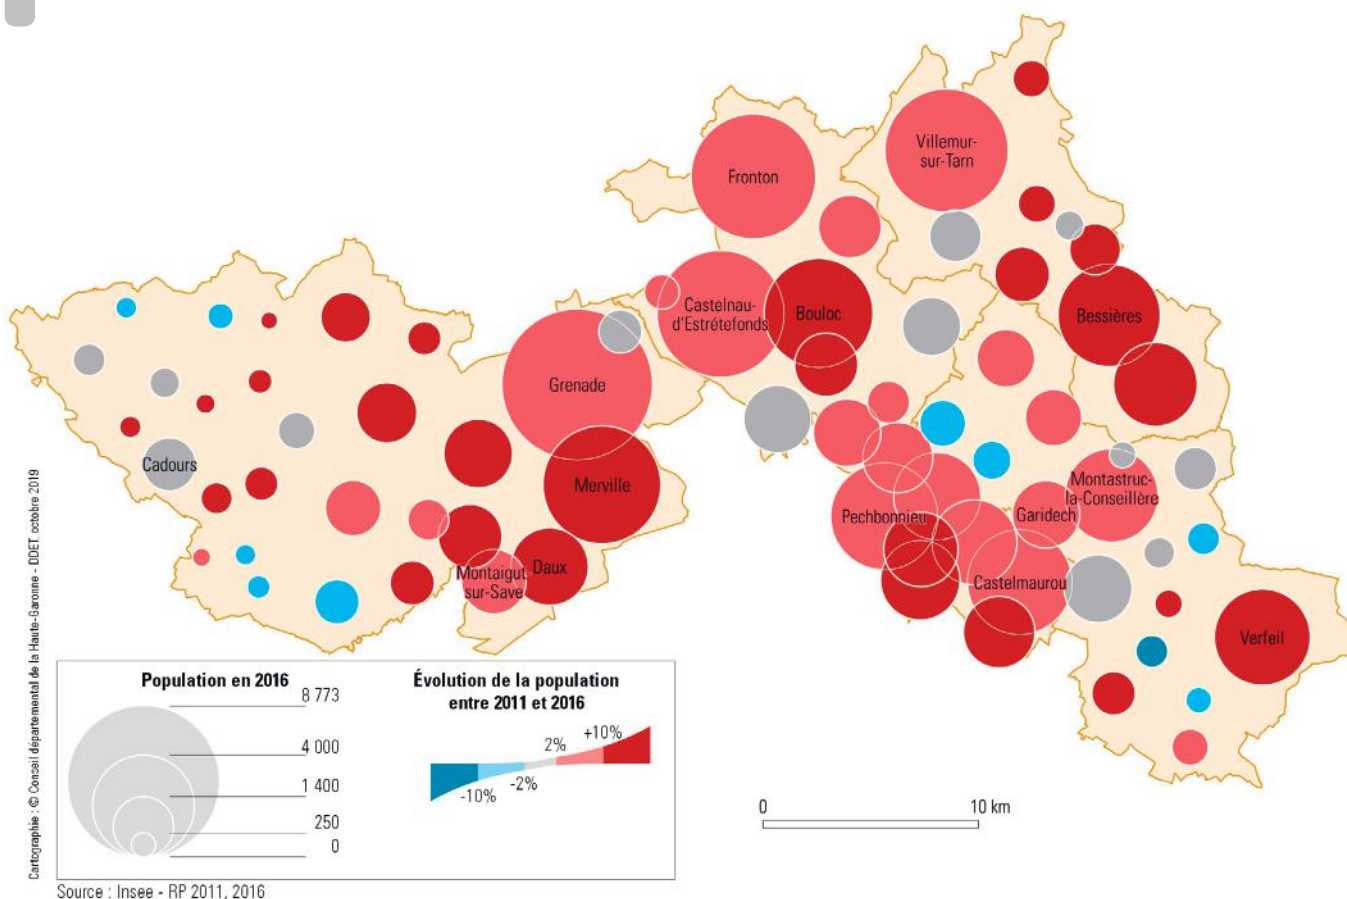 Villemur-
sur-Tarn
Fronton
Castelnau-
d'Estrétefonds
Bouloc
Bessières
Grenade
Merville
Cadours
Montastruc-
la-Conseillère
Pechbonnieu
Garidech
Montaigut
sur-Save
Daux
Castelmaurou
Verfeil
Population en 2016
8 773
4 000
1 400
250
0
Évolution de la population
entre 2011 et 2016
+10%
2%
-2%
-10%
0 10 km
Cartographie : © Conseil départemental de la Haute-Garonne - DDET, octobre 2019
Source : Insee - RP 2011, 2016